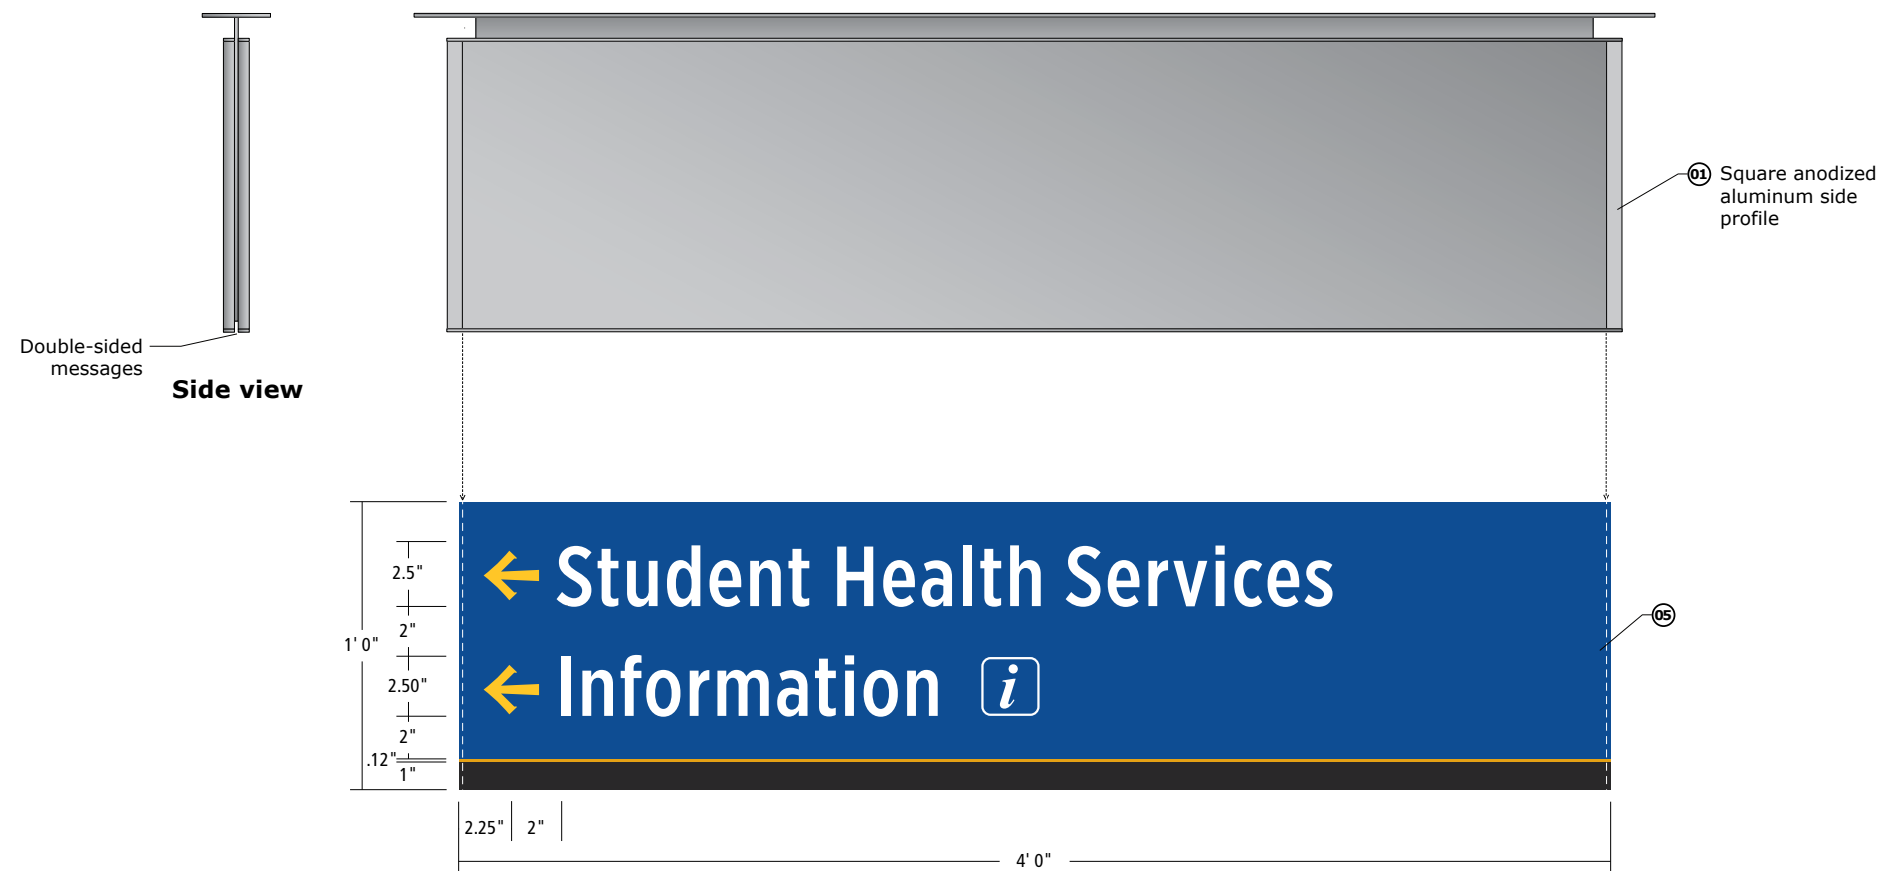 01 Square anodized
aluminum side
profile
Double-sided
messages
Side view
Student Health Services
Information i
05
1' 0"
2.5"
2"
2.50"
2"
.12"
1"
2.25" 2"
4' 0"